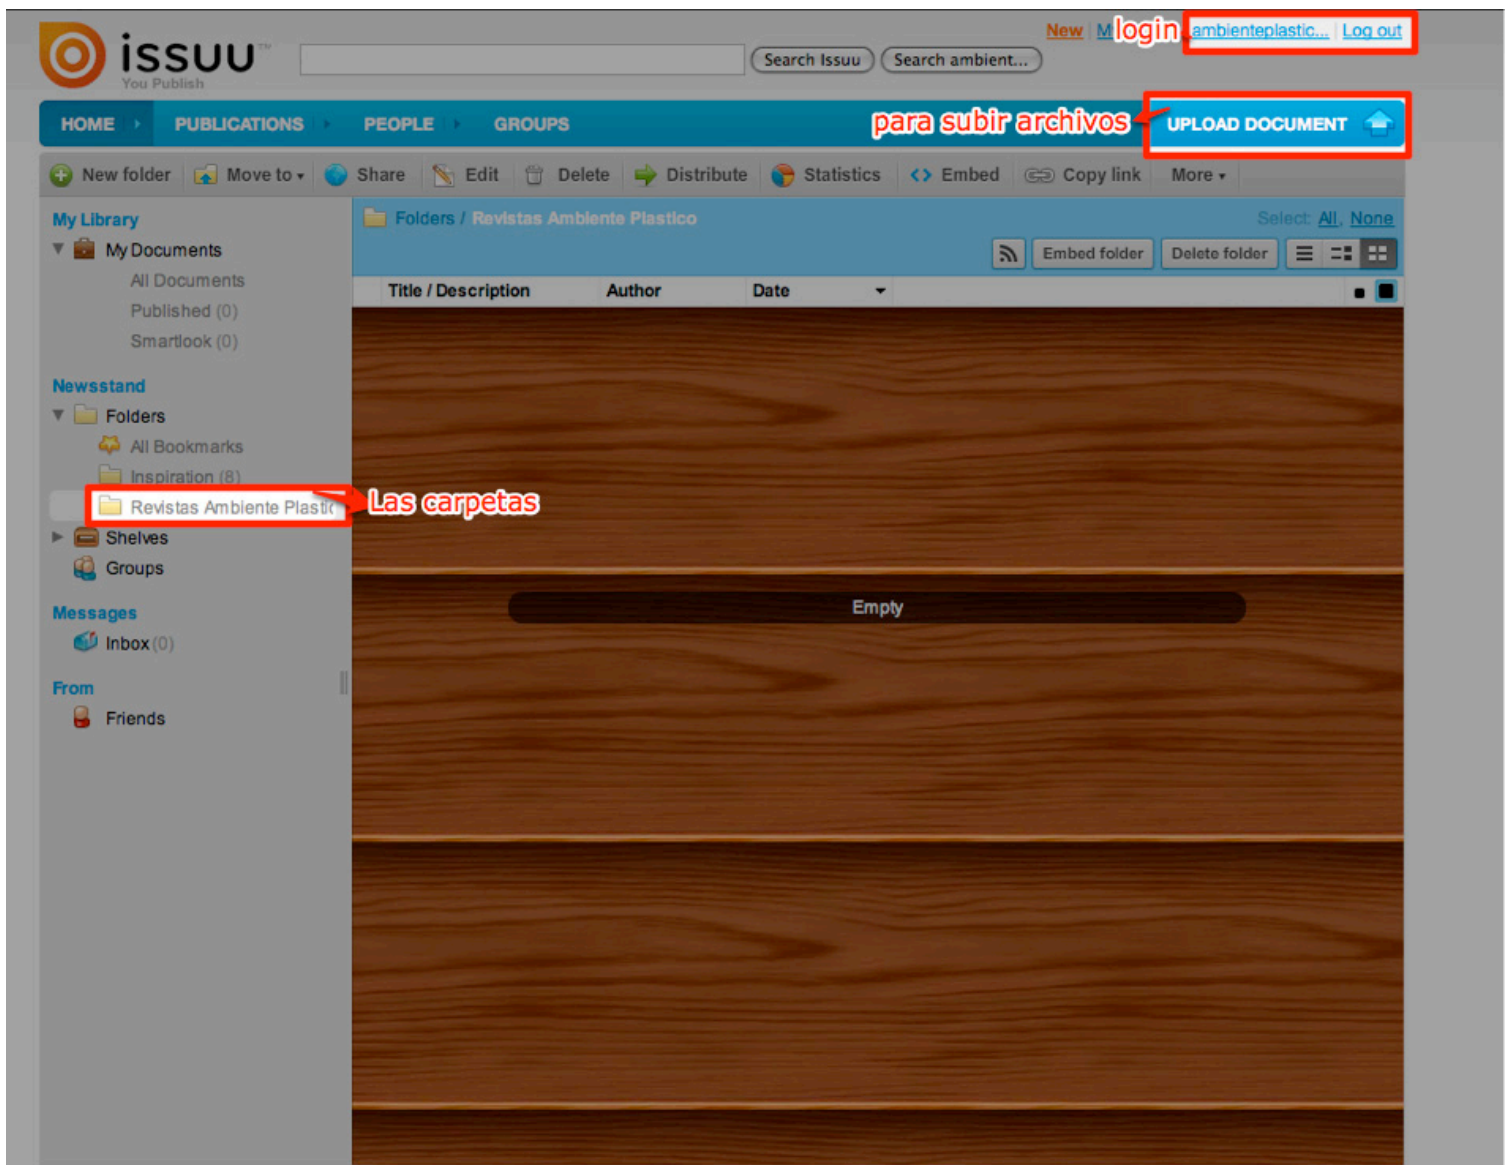 issuu™
You Publish
New | M login ambienteplastic... | Log out
Search Issuu Search ambient...
HOME PUBLICATIONS PEOPLE GROUPS para subir archivos UPLOAD DOCUMENT
New folder Move to Share Edit Delete Distribute Statistics Embed Copy link More
My Library
My Documents
All Documents
Published (0)
Smartlook (0)
Newsstand
Folders
All Bookmarks
Inspiration (8)
Revistas Ambiente Plastic
Las carpetas
Shelves
Groups
Messages
Inbox (0)
From
Friends
Folders / Revistas Ambiente Plastico Select: All, None
Embed folder Delete folder
Title / Description Author Date
Empty